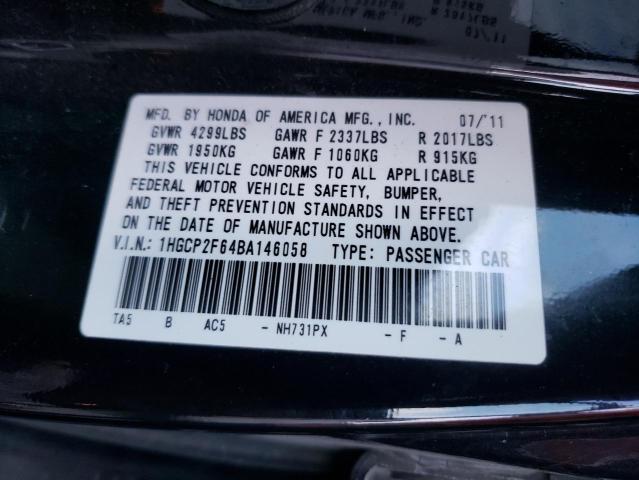 MFD. BY HONDA OF AMERICA MFG., INC. 07/'11
GVWR 4299LBS GAWR F 2337LBS R 2017LBS
GVWR 1950KG GAWR F 1060KG R 915KG
THIS VEHICLE CONFORMS TO ALL APPLICABLE
FEDERAL MOTOR VEHICLE SAFETY, BUMPER,
AND THEFT PREVENTION STANDARDS IN EFFECT
ON THE DATE OF MANUFACTURE SHOWN ABOVE.
V.I.N.: 1HGCP2F64BA146058 TYPE: PASSENGER CAR
TA5 B AC5 - NH731PX - F - A